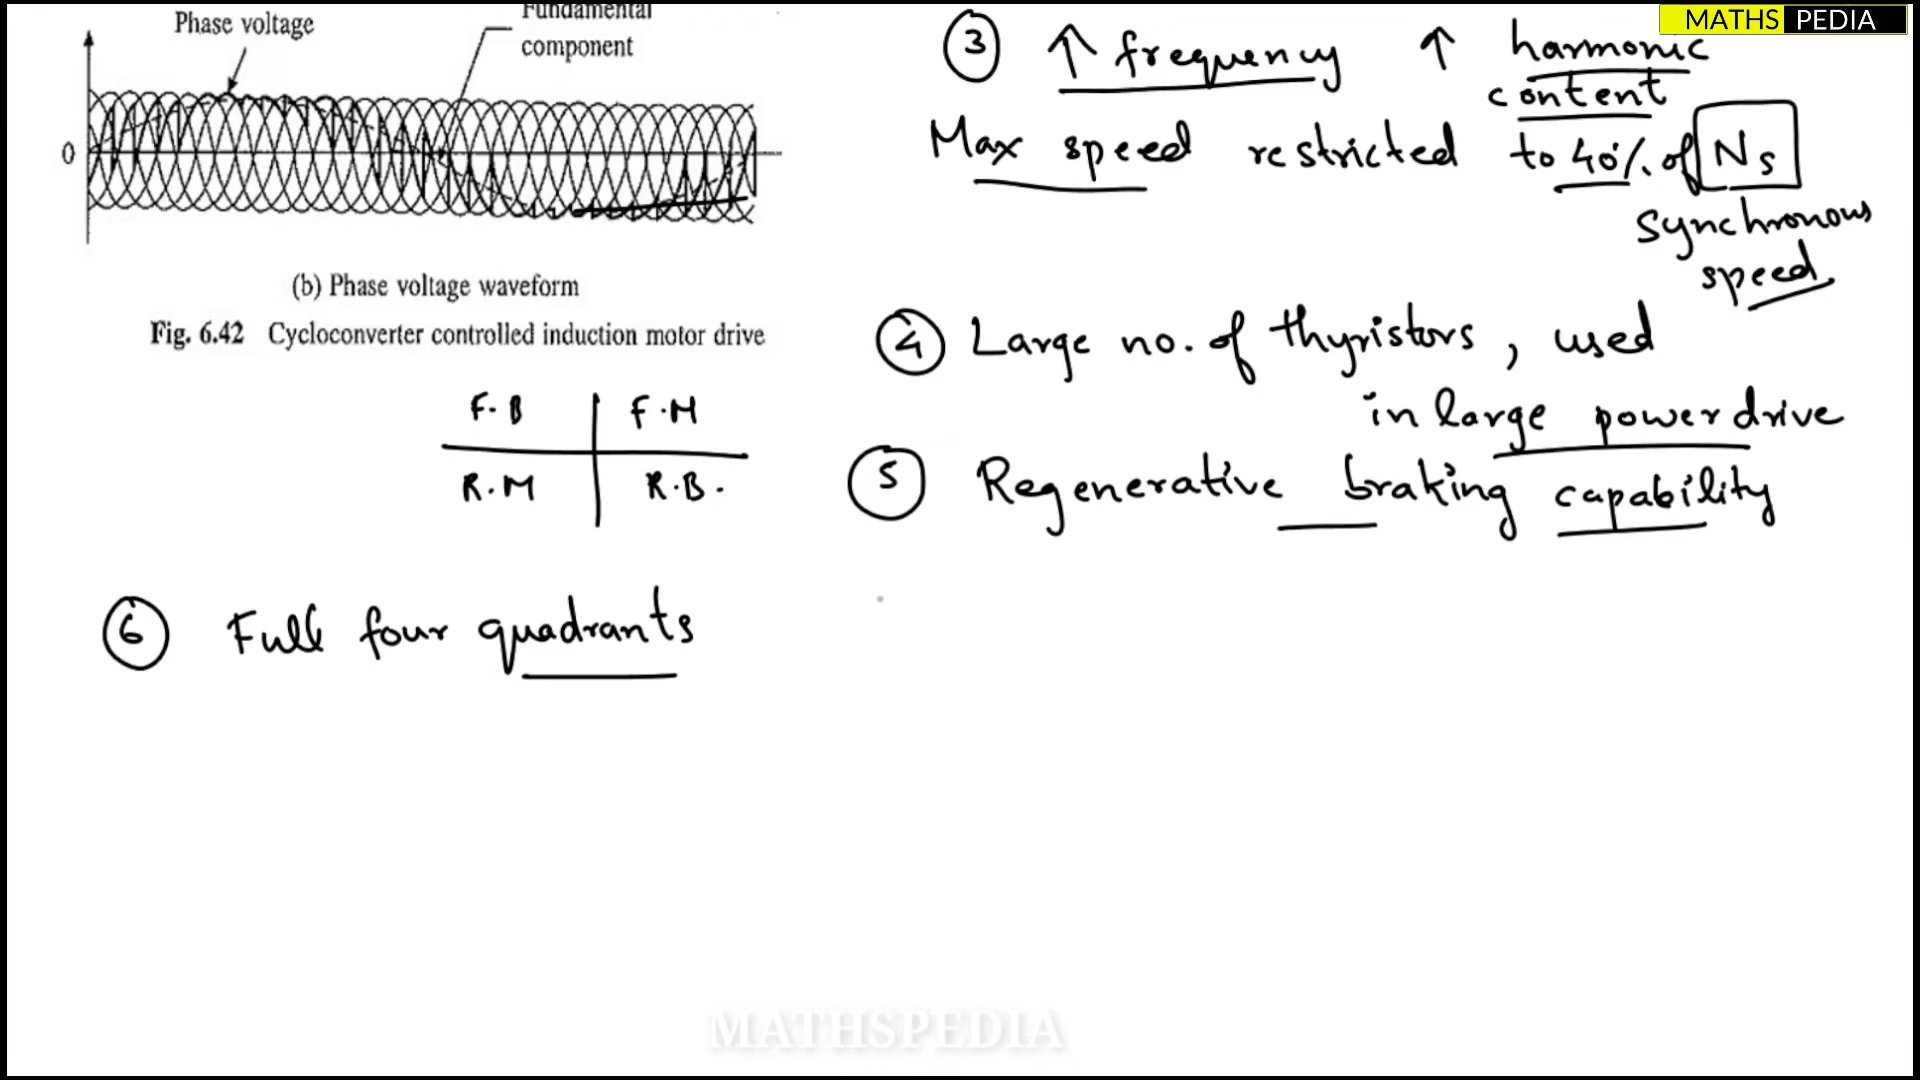 Phase voltage
Fundamental
component
0
(b) Phase voltage waveform
Fig. 6.42 Cycloconverter controlled induction motor drive
F.B F.M
R.M R.B.
6 Full four quadrants
MATHS PEDIA
3 ↑ frequency ↑ harmonic
content
Max speed restricted to 40% of Ns
Synchronous
speed
4 Large no. of thyristors, used
in large power drive
5 Regenerative braking capability
MATHSPEDIA